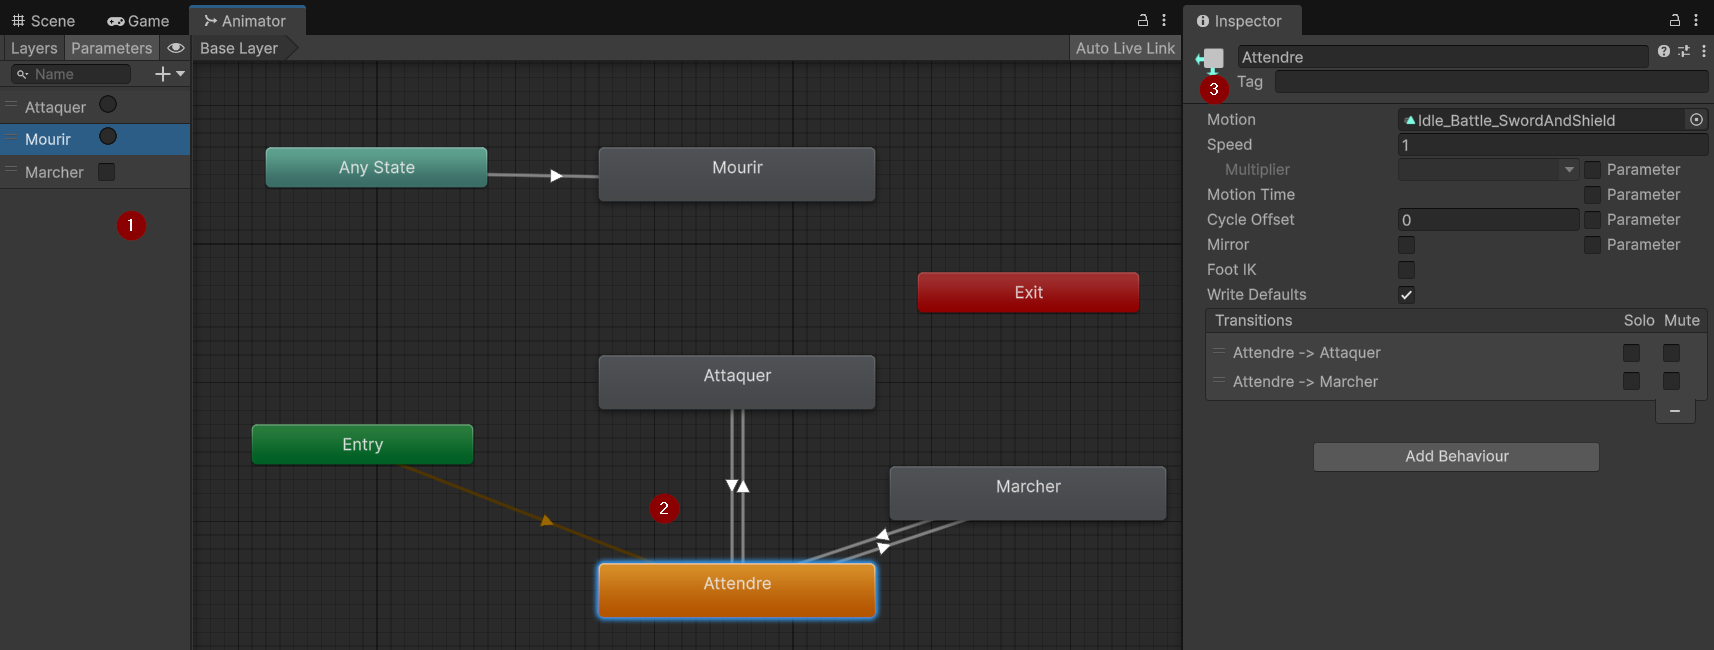 Scene Game Animator
Layers Parameters Base Layer Auto Live Link
Name
Attaquer
Mourir
Marcher
1
Any State
Mourir
Exit
Attaquer
Entry
Marcher
2
Attendre
Inspector
Attendre
3 Tag
Motion Idle_Battle_SwordAndShield
Speed 1
Multiplier Parameter
Motion Time Parameter
Cycle Offset 0 Parameter
Mirror Parameter
Foot IK
Write Defaults
Transitions Solo Mute
Attendre -> Attaquer
Attendre -> Marcher
Add Behaviour